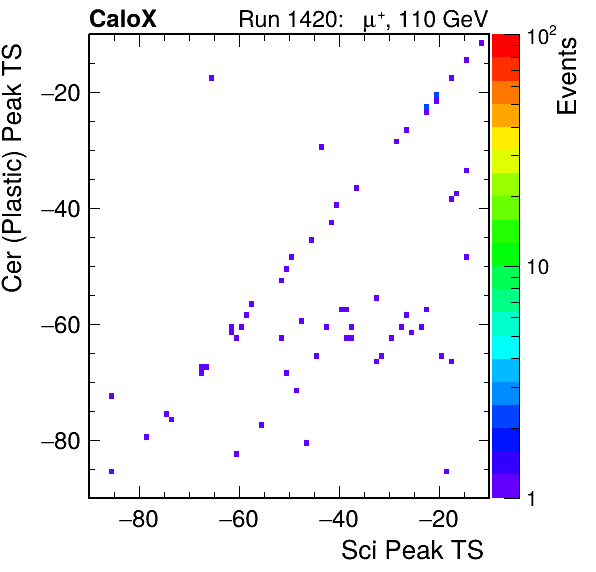 CaloX Run 1420: μ⁺, 110 GeV
Cer (Plastic) Peak TS
−20
−40
−60
−80
−80 −60 −40 −20
Sci Peak TS
10²
10
1
Events